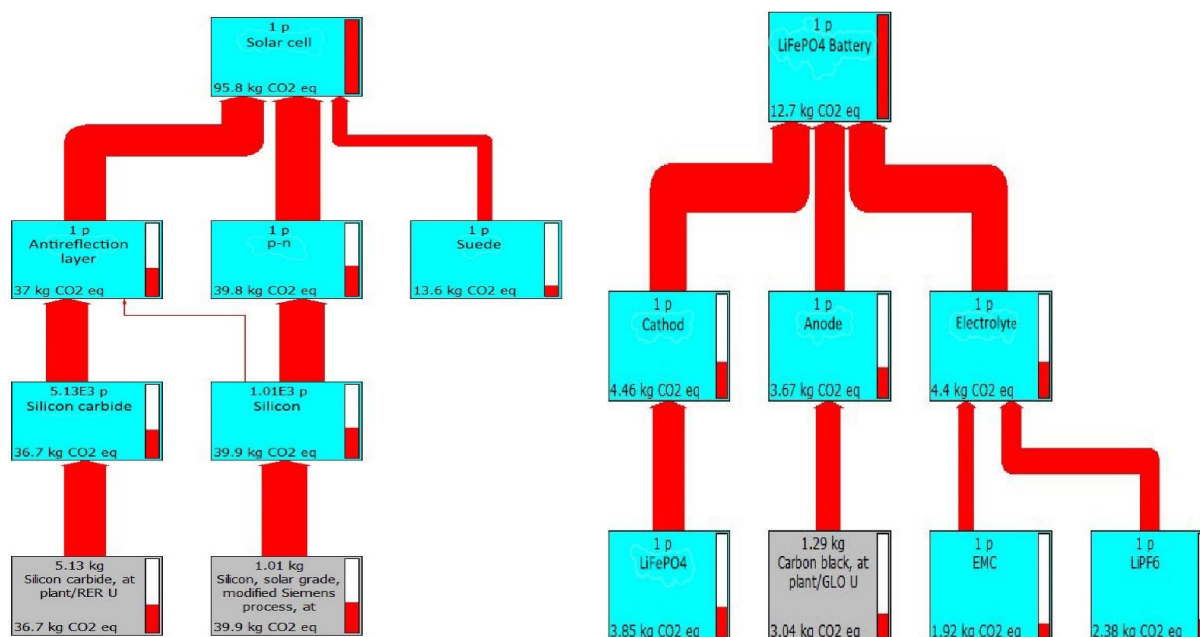 1 p
Solar cell
95.8 kg CO2 eq
1 p
Antireflection
layer
37 kg CO2 eq
1 p
p-n
39.8 kg CO2 eq
1 p
Suede
13.6 kg CO2 eq
5.13E3 p
Silicon carbide
36.7 kg CO2 eq
1.01E3 p
Silicon
39.9 kg CO2 eq
5.13 kg
Silicon carbide, at
plant/RER U
36.7 kg CO2 eq
1.01 kg
Silicon, solar grade,
modified Siemens
process, at
39.9 kg CO2 eq
1 p
LiFePO4 Battery
12.7 kg CO2 eq
1 p
Cathod
4.46 kg CO2 eq
1 p
Anode
3.67 kg CO2 eq
1 p
Electrolyte
4.4 kg CO2 eq
1 p
LiFePO4
3.85 kg CO2 eq
1.29 kg
Carbon black, at
plant/GLO U
3.04 kg CO2 eq
1 p
EMC
1.92 kg CO2 eq
1 p
LiPF6
2.38 kg CO2 eq